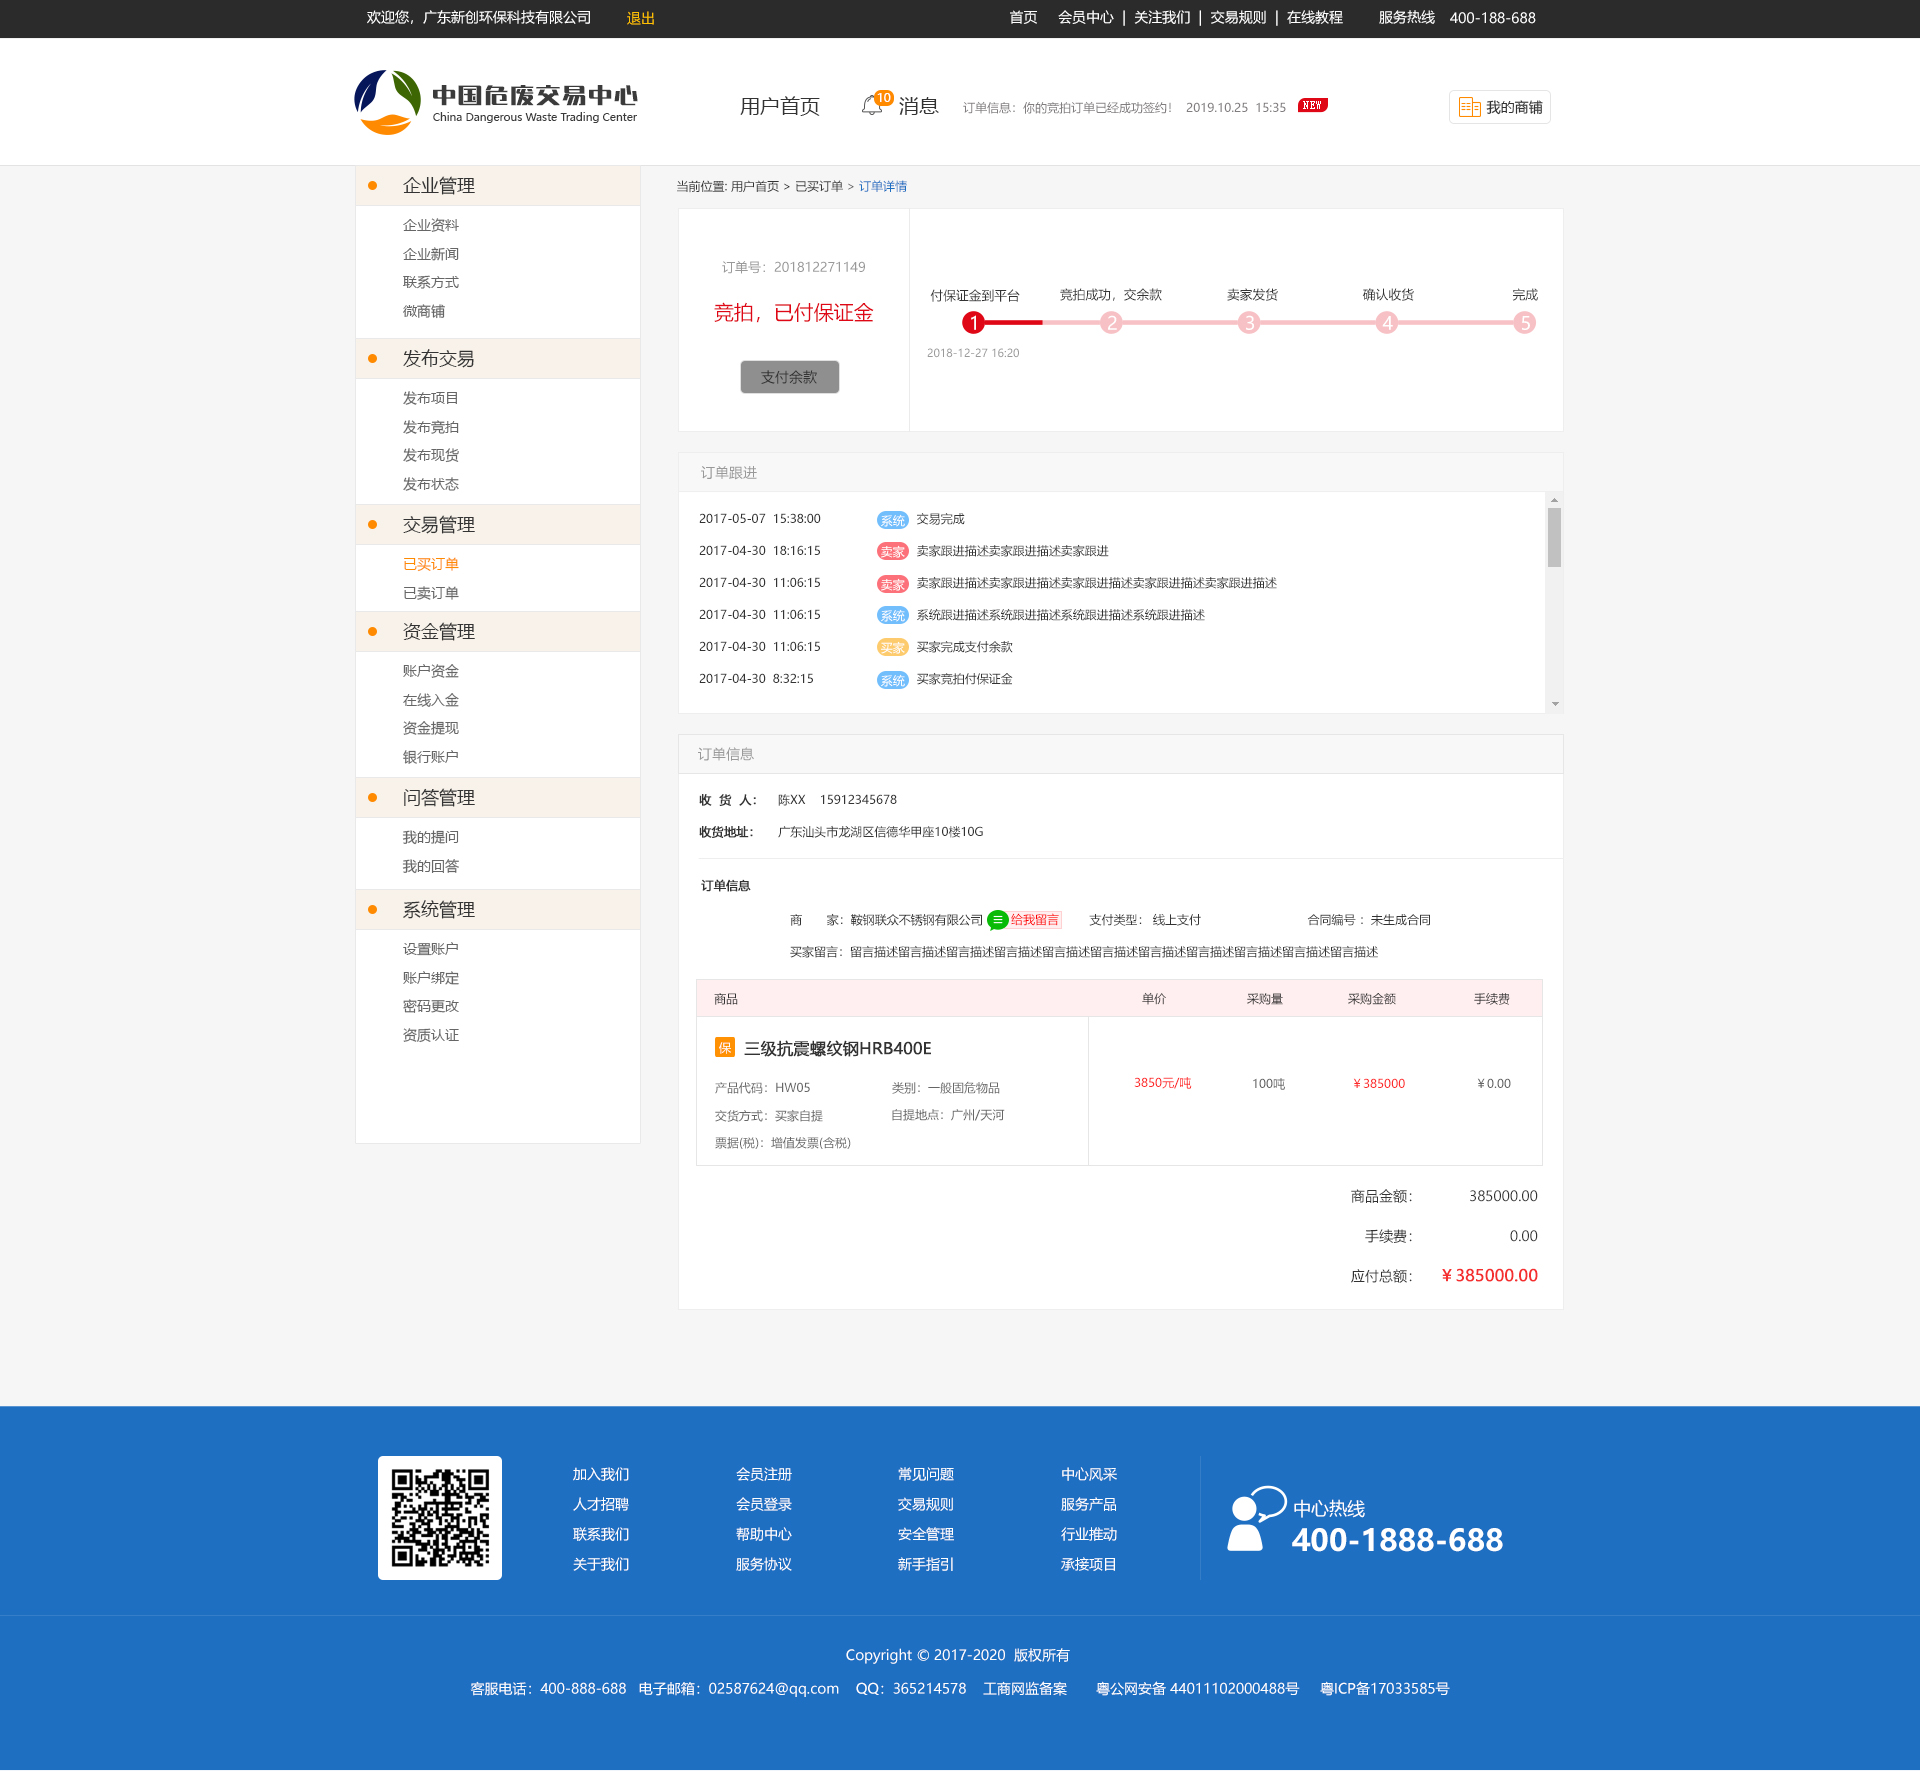 欢迎您，广东新创环保科技有限公司 退出 首页 会员中心 | 关注我们 | 交易规则 | 在线教程 服务热线 400-188-688
中国危废交易中心
China Dangerous Waste Trading Center
用户首页 10 消息 订单信息：你的竞拍订单已经成功签约！ 2019.10.25 15:35 NEW 我的商铺
企业管理
企业资料
企业新闻
联系方式
微商铺
发布交易
发布项目
发布竞拍
发布现货
发布状态
交易管理
已买订单
已卖订单
资金管理
账户资金
在线入金
资金提现
银行账户
问答管理
我的提问
我的回答
系统管理
设置账户
账户绑定
密码更改
资质认证
当前位置: 用户首页 > 已买订单 > 订单详情
订单号：201812271149
竞拍，已付保证金
支付余款
付保证金到平台 竞拍成功，交余款 卖家发货 确认收货 完成
1 2 3 4 5
2018-12-27 16:20
订单跟进
2017-05-07 15:38:00 系统 交易完成
2017-04-30 18:16:15 卖家 卖家跟进描述卖家跟进描述卖家跟进
2017-04-30 11:06:15 卖家 卖家跟进描述卖家跟进描述卖家跟进描述卖家跟进描述卖家跟进描述
2017-04-30 11:06:15 系统 系统跟进描述系统跟进描述系统跟进描述系统跟进描述
2017-04-30 11:06:15 买家 买家完成支付余款
2017-04-30 8:32:15 系统 买家竞拍付保证金
订单信息
收 货 人： 陈XX 15912345678
收货地址： 广东汕头市龙湖区信德华甲座10楼10G
订单信息
商 家：鞍钢联众不锈钢有限公司 给我留言 支付类型： 线上支付 合同编号 ：未生成合同
买家留言：留言描述留言描述留言描述留言描述留言描述留言描述留言描述留言描述留言描述留言描述留言描述
商品 单价 采购量 采购金额 手续费
保 三级抗震螺纹钢HRB400E
产品代码：HW05 类别：一般固危物品
交货方式：买家自提 自提地点：广州/天河
票据(税)：增值发票(含税)
3850元/吨 100吨 ￥385000 ￥0.00
商品金额： 385000.00
手续费： 0.00
应付总额： ￥385000.00
加入我们 会员注册 常见问题 中心风采
人才招聘 会员登录 交易规则 服务产品
联系我们 帮助中心 安全管理 行业推动
关于我们 服务协议 新手指引 承接项目
中心热线
400-1888-688
Copyright © 2017-2020 版权所有
客服电话：400-888-688 电子邮箱：02587624@qq.com QQ：365214578 工商网监备案 粤公网安备 44011102000488号 粤ICP备17033585号